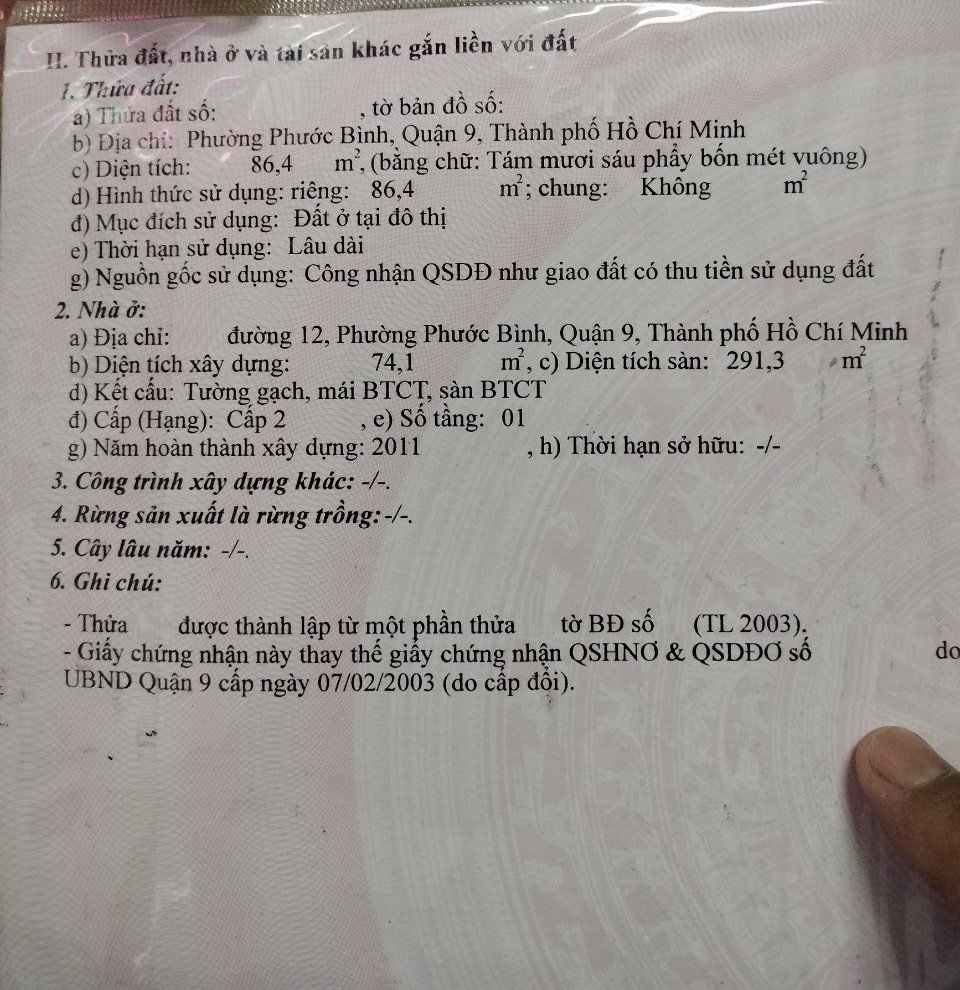 II. Thửa đất, nhà ở và tài sản khác gắn liền với đất
1. Thửa đất:
a) Thửa đất số: , tờ bản đồ số:
b) Địa chỉ: Phường Phước Bình, Quận 9, Thành phố Hồ Chí Minh
c) Diện tích: 86,4 m², (bằng chữ: Tám mươi sáu phẩy bốn mét vuông)
d) Hình thức sử dụng: riêng: 86,4 m²; chung: Không m²
đ) Mục đích sử dụng: Đất ở tại đô thị
e) Thời hạn sử dụng: Lâu dài
g) Nguồn gốc sử dụng: Công nhận QSDĐ như giao đất có thu tiền sử dụng đất
2. Nhà ở:
a) Địa chỉ: đường 12, Phường Phước Bình, Quận 9, Thành phố Hồ Chí Minh
b) Diện tích xây dựng: 74,1 m², c) Diện tích sàn: 291,3 m²
d) Kết cấu: Tường gạch, mái BTCT, sàn BTCT
đ) Cấp (Hạng): Cấp 2 , e) Số tầng: 01
g) Năm hoàn thành xây dựng: 2011 , h) Thời hạn sở hữu: -/-
3. Công trình xây dựng khác: -/-.
4. Rừng sản xuất là rừng trồng: -/-.
5. Cây lâu năm: -/-.
6. Ghi chú:
- Thửa được thành lập từ một phần thửa tờ BĐ số (TL 2003).
- Giấy chứng nhận này thay thế giấy chứng nhận QSHNƠ & QSDĐƠ số do
UBND Quận 9 cấp ngày 07/02/2003 (do cấp đổi).